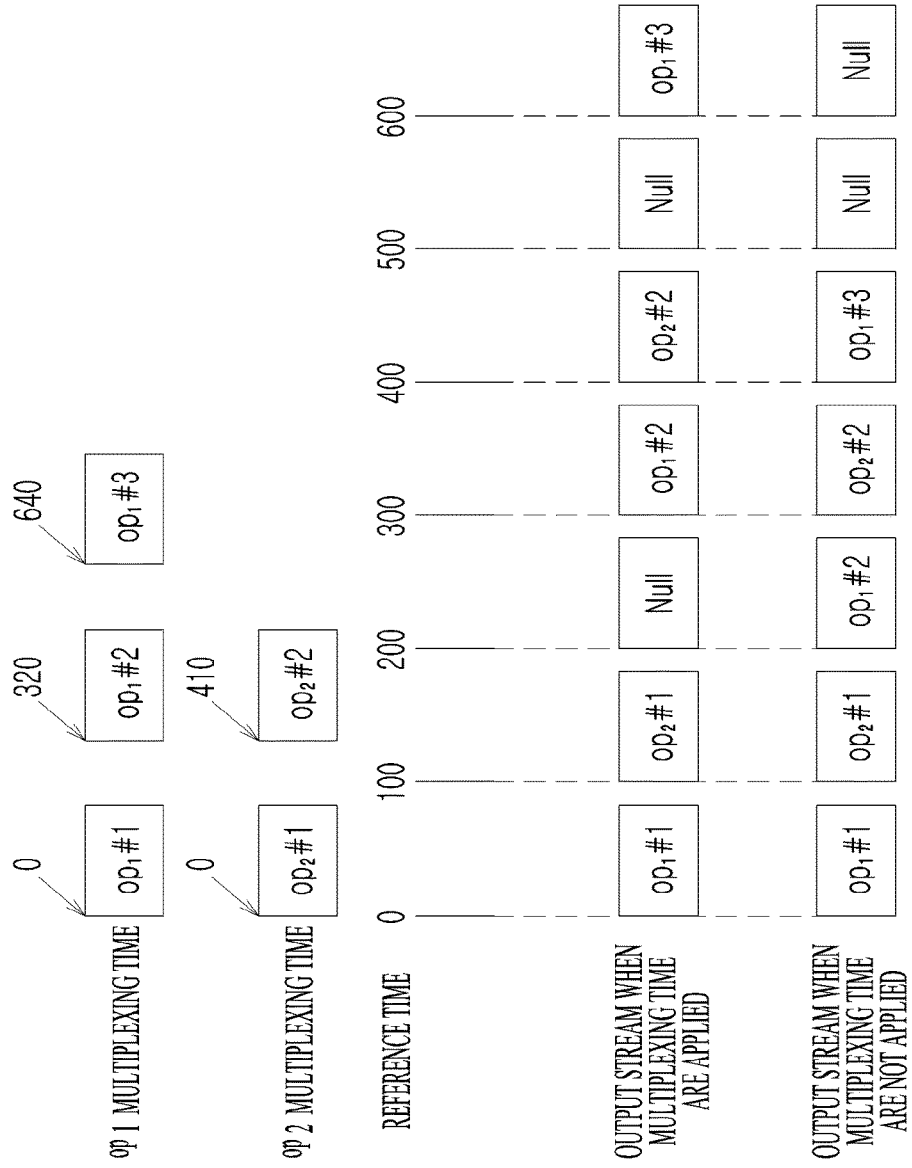 0
320
640
op1 MULTIPLEXING TIME
op₁#1
op₁#2
op₁#3
0
410
op2 MULTIPLEXING TIME
op₂#1
op₂#2
REFERENCE TIME
0
100
200
300
400
500
600
OUTPUT STREAM WHEN
MULTIPLEXING TIME
ARE APPLIED
op₁#1
op₂#1
Null
op₁#2
op₂#2
Null
op₁#3
OUTPUT STREAM WHEN
MULTIPLEXING TIME
ARE NOT APPLIED
op₁#1
op₂#1
op₁#2
op₂#2
op₁#3
Null
Null